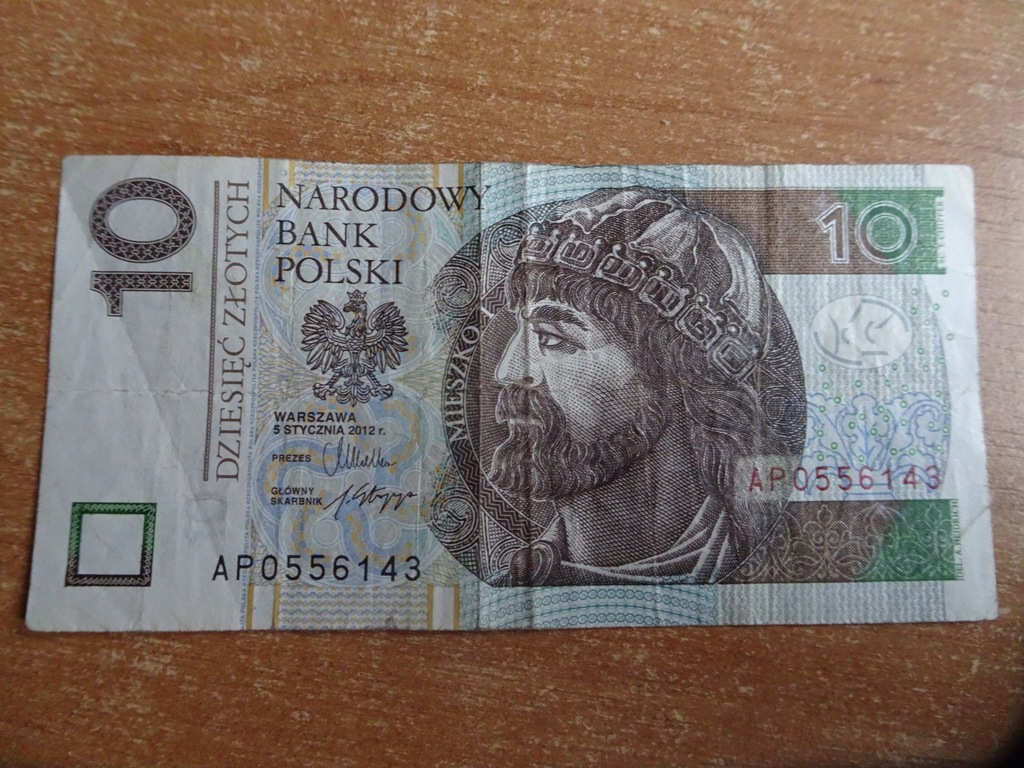 10
DZIESIĘĆ ZŁOTYCH
NARODOWY
BANK
POLSKI
WARSZAWA
5 STYCZNIA 2012 r.
PREZES
GŁÓWNY
SKARBNIK
AP0556143
MIESZKO I
10
AP0556143